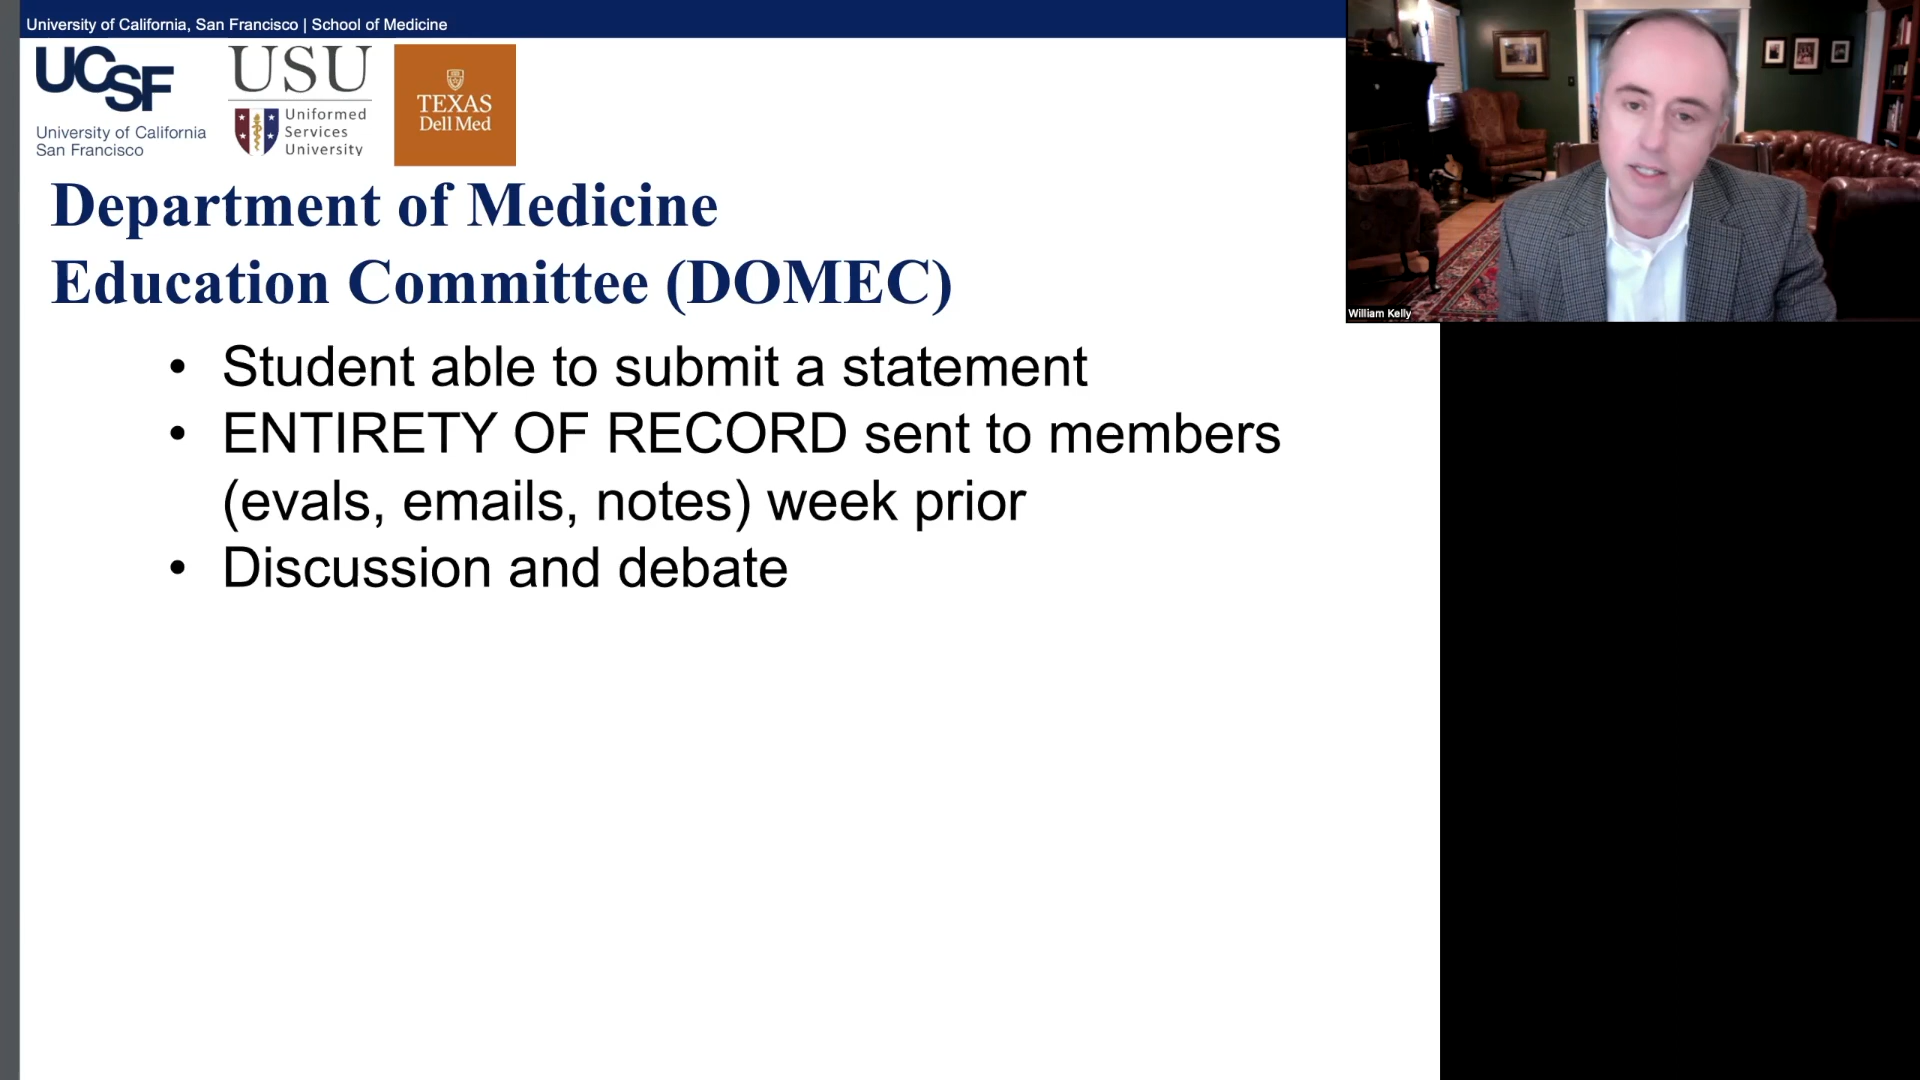 University of California, San Francisco | School of Medicine
UCSF
University of California
San Francisco
USU
Uniformed
Services
University
TEXAS
Dell Med
Department of Medicine
Education Committee (DOMEC)
• Student able to submit a statement
• ENTIRETY OF RECORD sent to members
(evals, emails, notes) week prior
• Discussion and debate
William Kelly